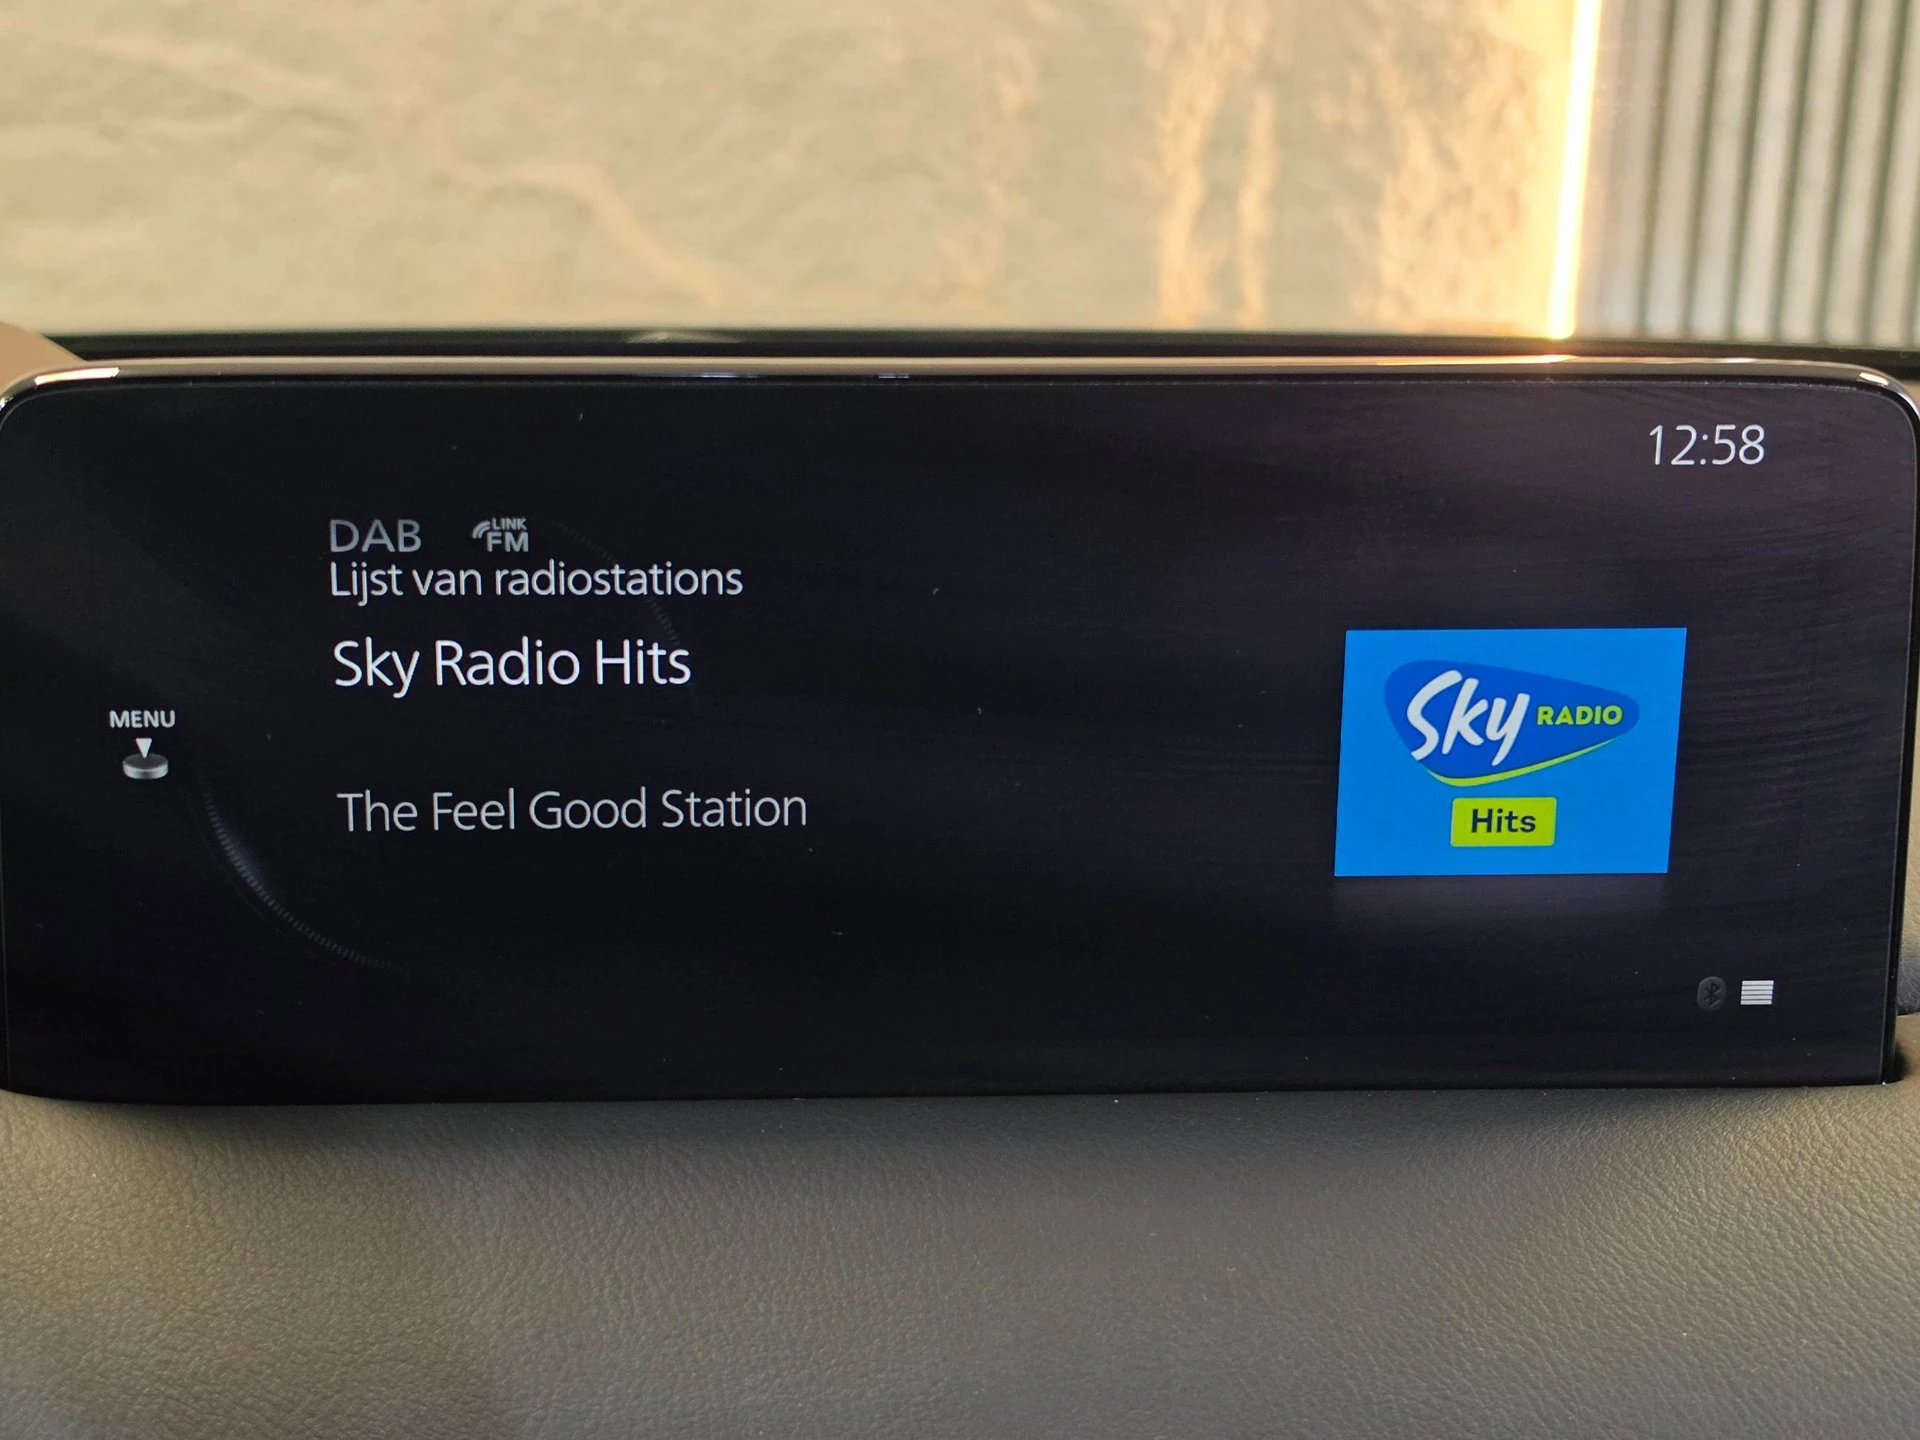 12:58
DAB LINK FM
Lijst van radiostations
Sky Radio Hits
MENU
The Feel Good Station
Sky RADIO
Hits